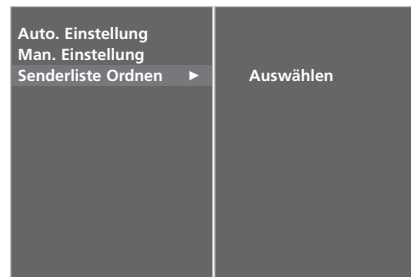 Auto. Einstellung
Man. Einstellung
Senderliste Ordnen ► Auswählen